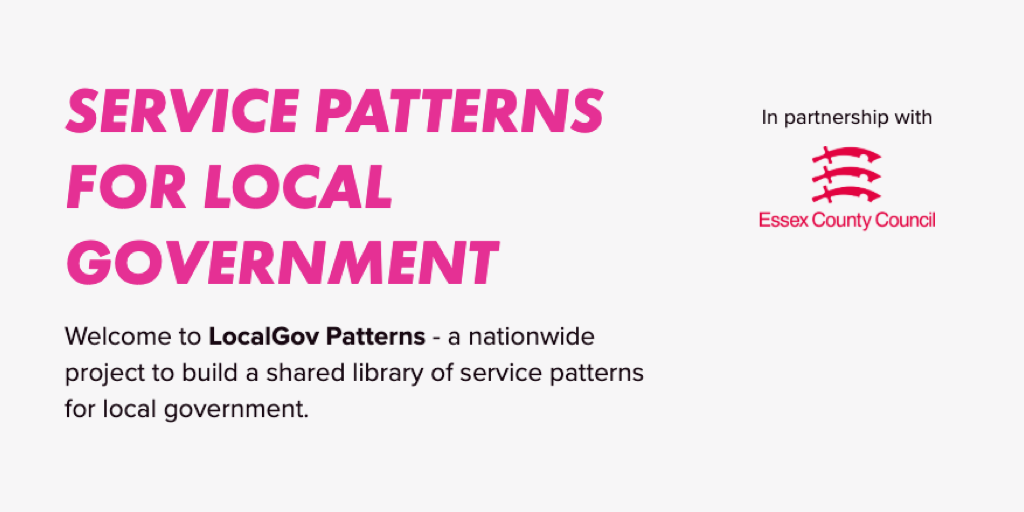 SERVICE PATTERNS
FOR LOCAL
GOVERNMENT
Welcome to LocalGov Patterns - a nationwide
project to build a shared library of service patterns
for local government.
In partnership with
Essex County Council